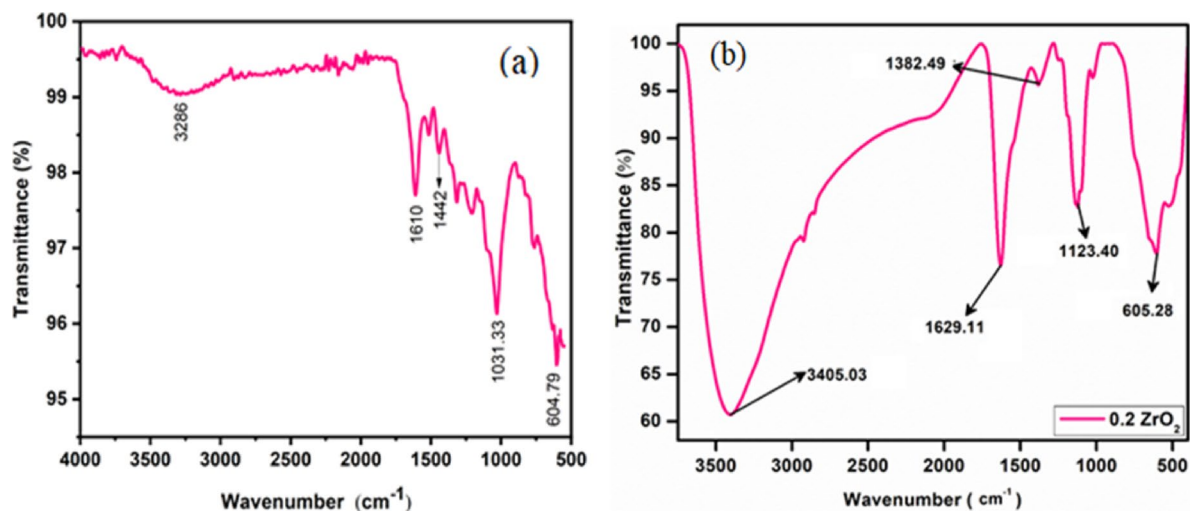 (a)
Transmittance (%)
100
99
98
97
96
95
3286
1610
1442
1031.33
604.79
4000 3500 3000 2500 2000 1500 1000 500
Wavenumber (cm⁻¹)
(b)
Transmittance (%)
100
95
90
85
80
75
70
65
60
1382.49
3405.03
1629.11
1123.40
605.28
0.2 ZrO₂
3500 3000 2500 2000 1500 1000 500
Wavenumber ( cm⁻¹)